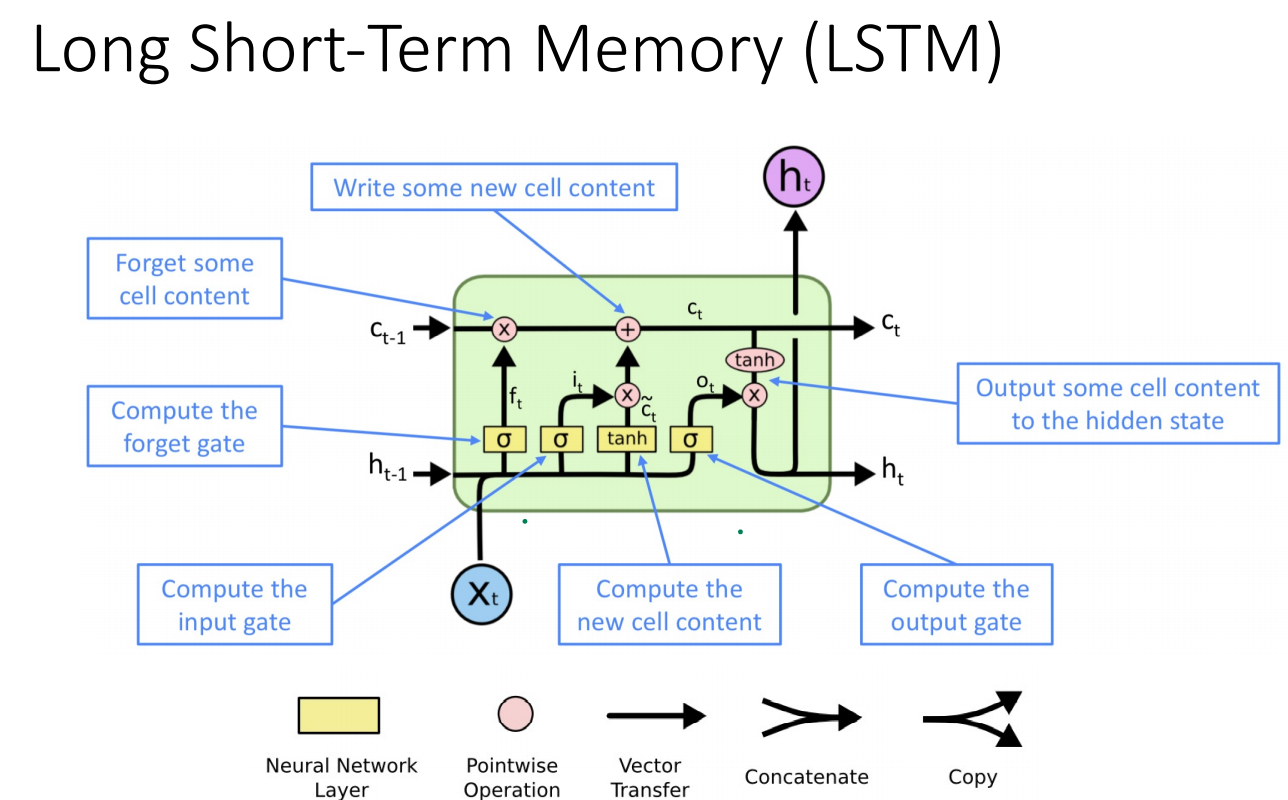 Long Short-Term Memory (LSTM)
Write some new cell content
hₜ
Forget some
cell content
cₜ₋₁
x
+
cₜ
cₜ
tanh
Compute the
forget gate
fₜ
iₜ
x
c̃ₜ
oₜ
x
Output some cell content
to the hidden state
σ
σ
tanh
σ
hₜ₋₁
hₜ
Compute the
input gate
Xₜ
Compute the
new cell content
Compute the
output gate
Neural Network
Layer
Pointwise
Operation
Vector
Transfer
Concatenate
Copy